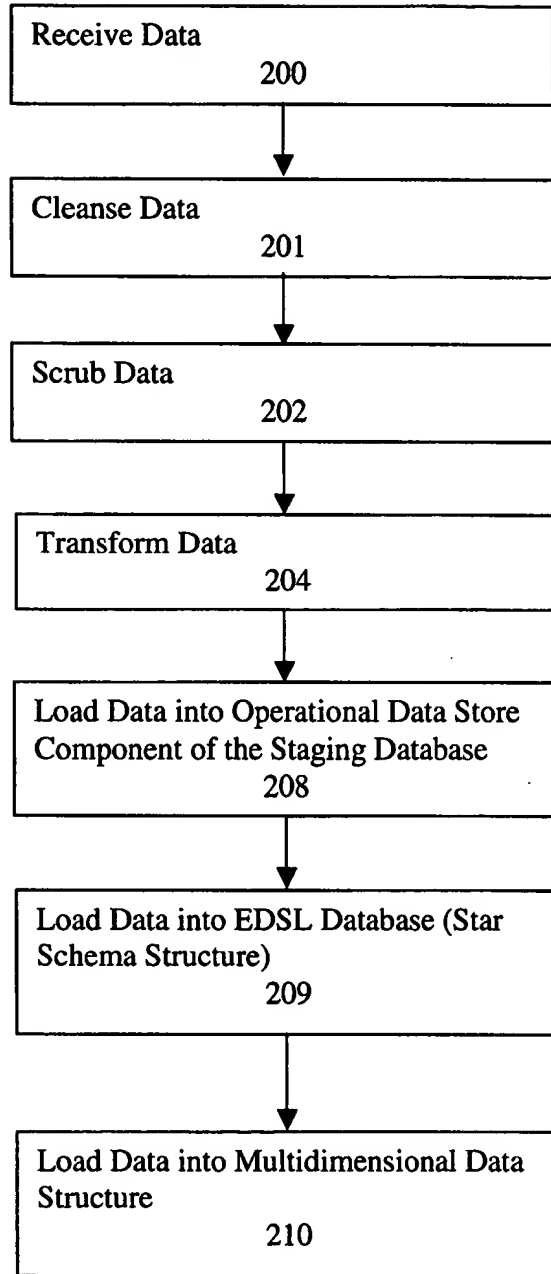 Receive Data
200
Cleanse Data
201
Scrub Data
202
Transform Data
204
Load Data into Operational Data Store
Component of the Staging Database
208
Load Data into EDSL Database (Star
Schema Structure)
209
Load Data into Multidimensional Data
Structure
210